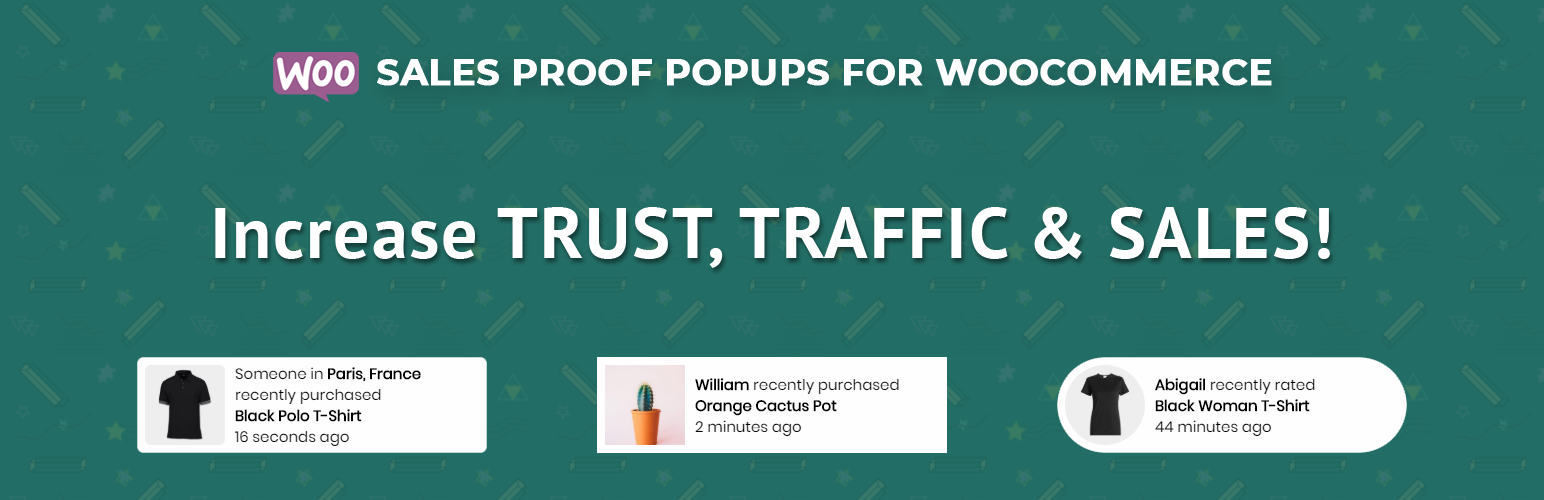 WOO SALES PROOF POPUPS FOR WOOCOMMERCE
Increase TRUST, TRAFFIC & SALES!
Someone in Paris, France
recently purchased
Black Polo T-Shirt
16 seconds ago
William recently purchased
Orange Cactus Pot
2 minutes ago
Abigail recently rated
Black Woman T-Shirt
44 minutes ago